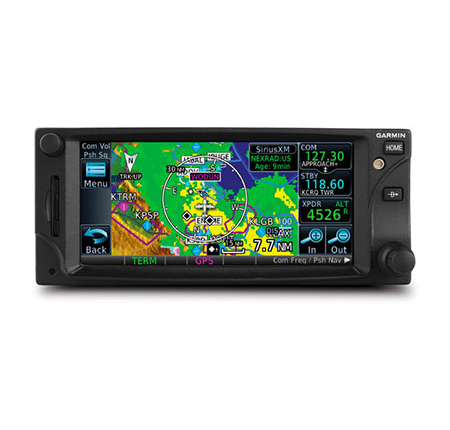 GARMIN
Com Vol
Psh Sq
Menu
Back
N
TRK UP
KTRM
KPSP
30
WODUN
E
W
SiriusXM
NEXRAD:US
Age: 9min
KLGB
7.7 NM
COM
127.30
APPROACH+
STBY
118.60
KCRQ TWR
XPDR ALT
4526 R
In Out
HOME
TERM
GPS
Com Freq / Psh Nav